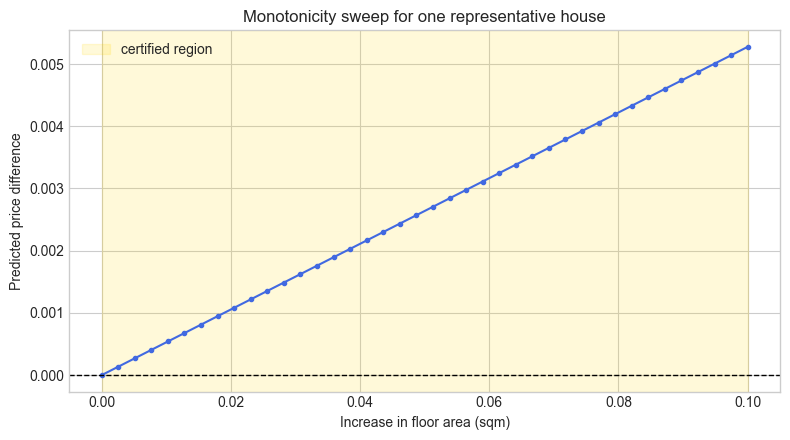 Monotonicity sweep for one representative house
certified region
Predicted price difference
0.005
0.004
0.003
0.002
0.001
0.000
0.00 0.02 0.04 0.06 0.08 0.10
Increase in floor area (sqm)